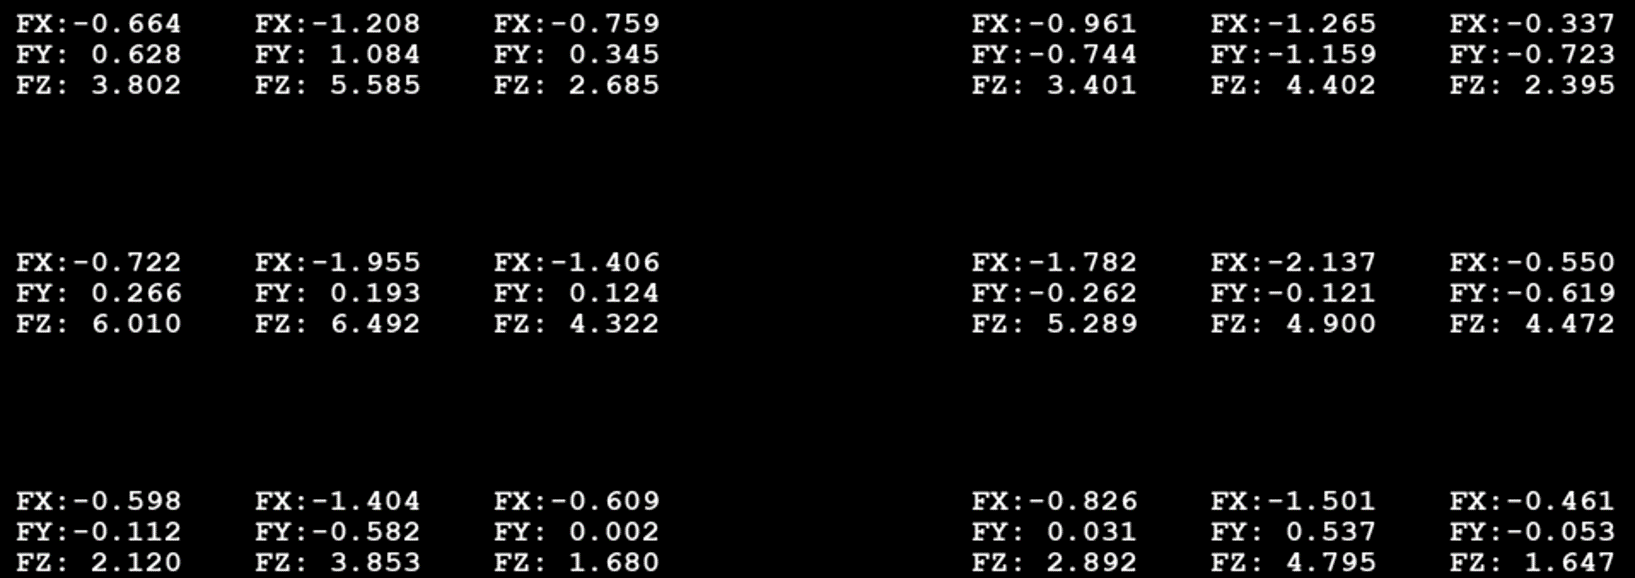 FX:-0.664 FX:-1.208 FX:-0.759 FX:-0.961 FX:-1.265 FX:-0.337
FY: 0.628 FY: 1.084 FY: 0.345 FY:-0.744 FY:-1.159 FY:-0.723
FZ: 3.802 FZ: 5.585 FZ: 2.685 FZ: 3.401 FZ: 4.402 FZ: 2.395
FX:-0.722 FX:-1.955 FX:-1.406 FX:-1.782 FX:-2.137 FX:-0.550
FY: 0.266 FY: 0.193 FY: 0.124 FY:-0.262 FY:-0.121 FY:-0.619
FZ: 6.010 FZ: 6.492 FZ: 4.322 FZ: 5.289 FZ: 4.900 FZ: 4.472
FX:-0.598 FX:-1.404 FX:-0.609 FX:-0.826 FX:-1.501 FX:-0.461
FY:-0.112 FY:-0.582 FY: 0.002 FY: 0.031 FY: 0.537 FY:-0.053
FZ: 2.120 FZ: 3.853 FZ: 1.680 FZ: 2.892 FZ: 4.795 FZ: 1.647